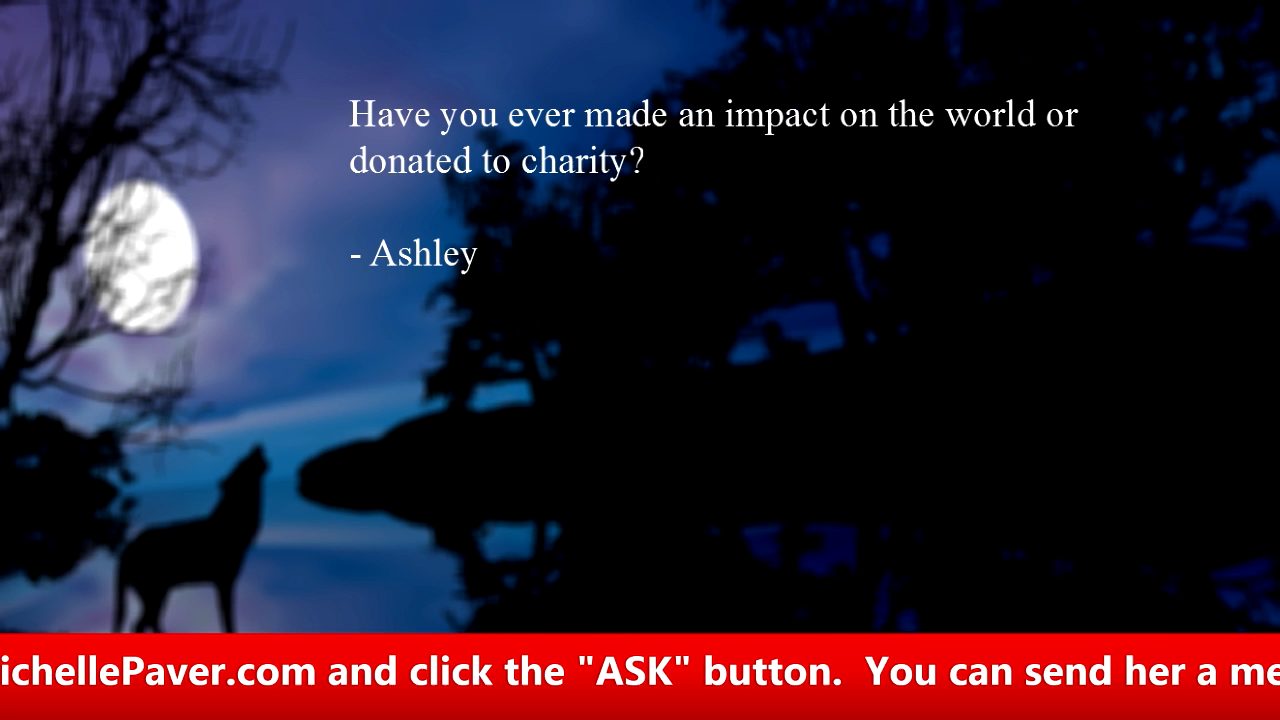 Have you ever made an impact on the world or
donated to charity?
- Ashley
ichellePaver.com and click the "ASK" button.  You can send her a me